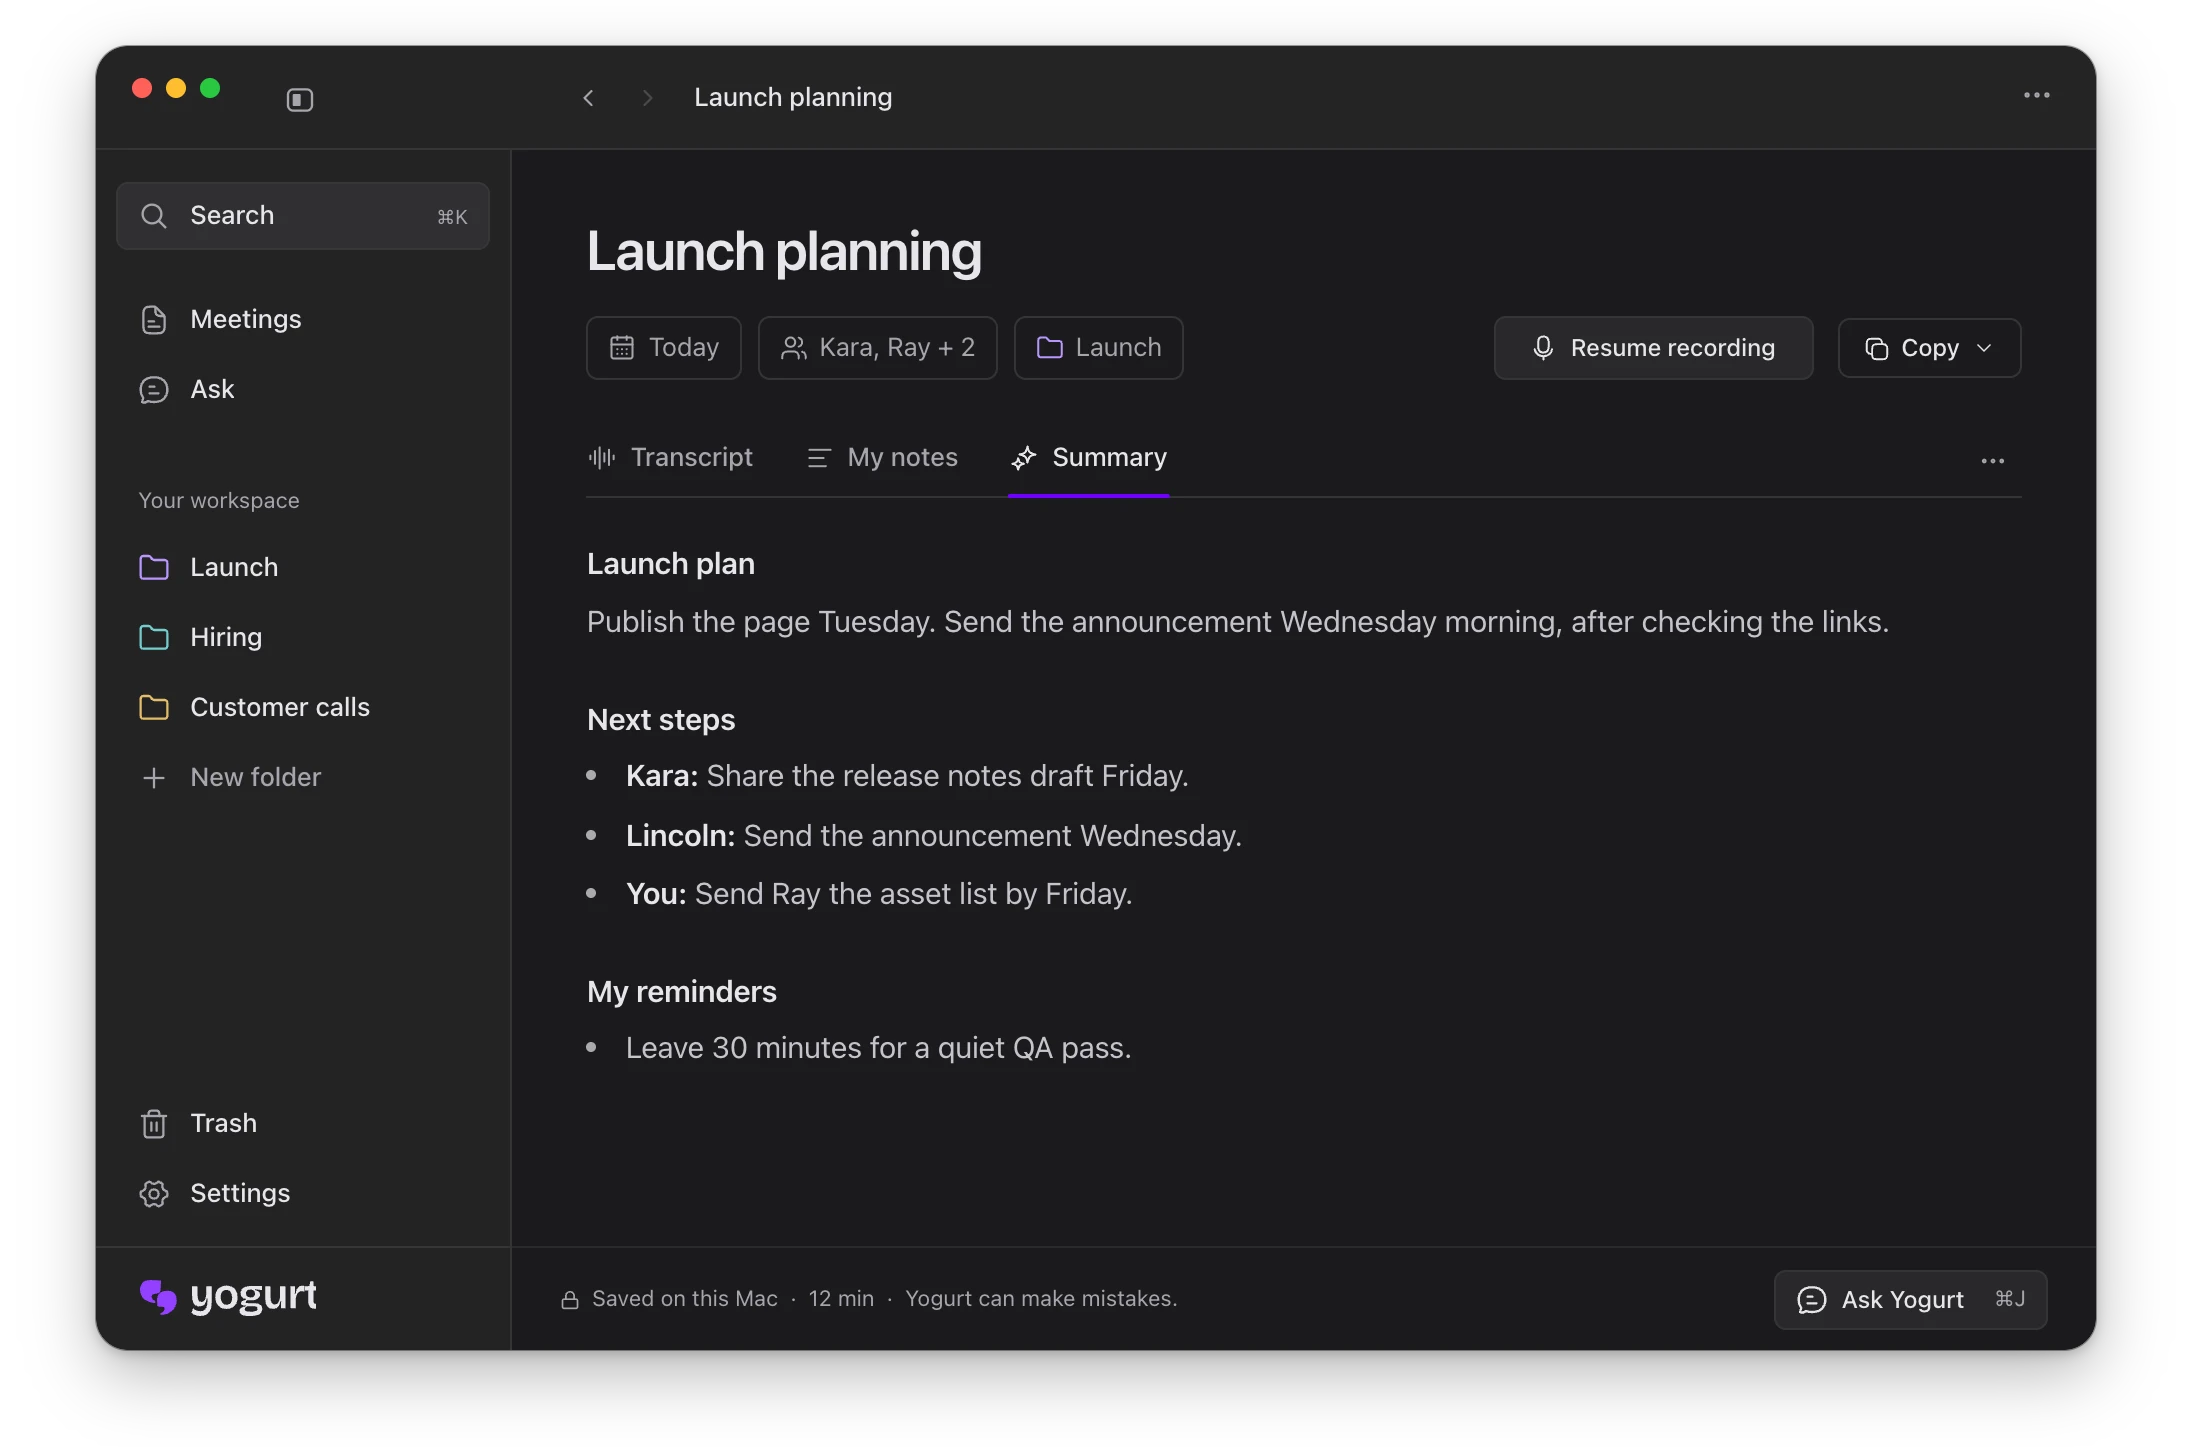 Launch planning
Search ⌘K
Meetings
Ask
Your workspace
Launch
Hiring
Customer calls
New folder
Trash
Settings
yogurt
Launch planning
Today
Kara, Ray + 2
Launch
Resume recording
Copy
Transcript
My notes
Summary
Launch plan
Publish the page Tuesday. Send the announcement Wednesday morning, after checking the links.
Next steps
• Kara: Share the release notes draft Friday.
• Lincoln: Send the announcement Wednesday.
• You: Send Ray the asset list by Friday.
My reminders
• Leave 30 minutes for a quiet QA pass.
Saved on this Mac · 12 min · Yogurt can make mistakes.
Ask Yogurt ⌘J